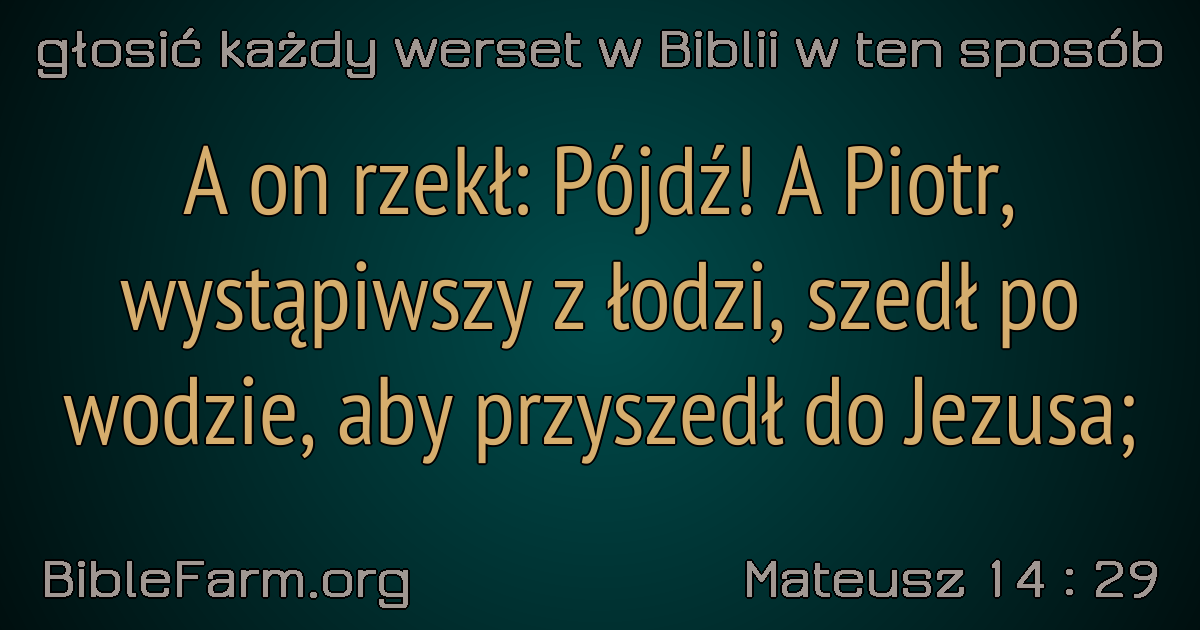 głosić każdy werset w Biblii w ten sposób
A on rzekł: Pójdź! A Piotr,
wystąpiwszy z łodzi, szedł po
wodzie, aby przyszedł do Jezusa;
BibleFarm.org
Mateusz 14 : 29